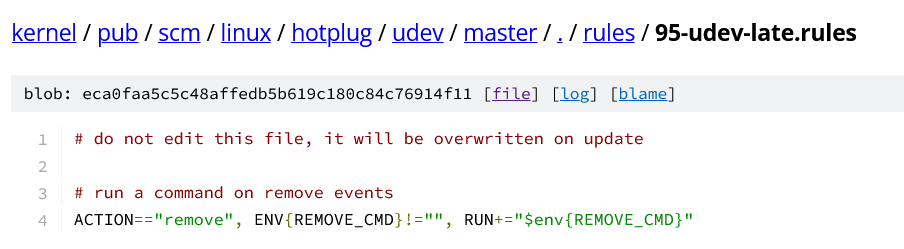 kernel / pub / scm / linux / hotplug / udev / master / . / rules / 95-udev-late.rules
blob: eca0faa5c5c48affedb5b619c180c84c76914f11 [file] [log] [blame]
1 # do not edit this file, it will be overwritten on update
2
3 # run a command on remove events
4 ACTION=="remove", ENV{REMOVE_CMD}!="", RUN+="$env{REMOVE_CMD}"